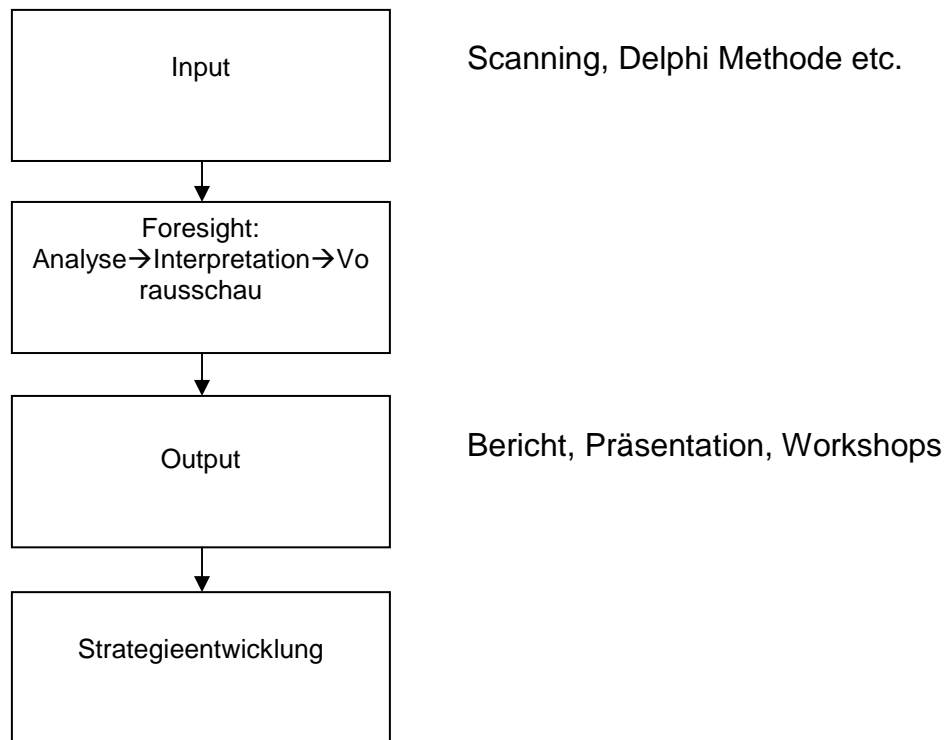 Input
Scanning, Delphi Methode etc.
Foresight:
Analyse→Interpretation→Vo
rausschau
Output
Bericht, Präsentation, Workshops
Strategieentwicklung